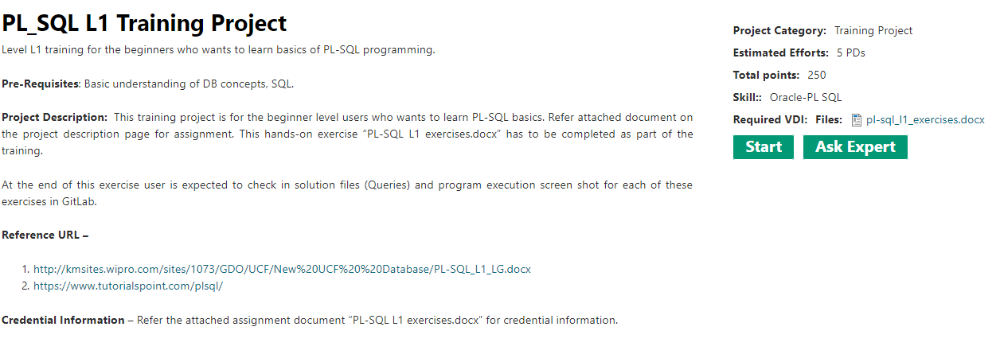 PL_SQL L1 Training Project
Level L1 training for the beginners who wants to learn basics of PL-SQL programming.
Pre-Requisites: Basic understanding of DB concepts, SQL.
Project Description:  This training project is for the beginner level users who wants to learn PL-SQL basics. Refer attached document on
the project description page for assignment. This hands-on exercise “PL-SQL L1 exercises.docx” has to be completed as part of the
training.
At the end of this exercise user is expected to check in solution files (Queries) and program execution screen shot for each of these
exercises in GitLab.
Reference URL –
1. http://kmsites.wipro.com/sites/1073/GDO/UCF/New%20UCF%20%20Database/PL-SQL_L1_LG.docx
2. https://www.tutorialspoint.com/plsql/
Credential Information – Refer the attached assignment document “PL-SQL L1 exercises.docx” for credential information.
Project Category: Training Project
Estimated Efforts: 5 PDs
Total points: 250
Skill:: Oracle-PL SQL
Required VDI: Files: pl-sql_l1_exercises.docx
Start Ask Expert